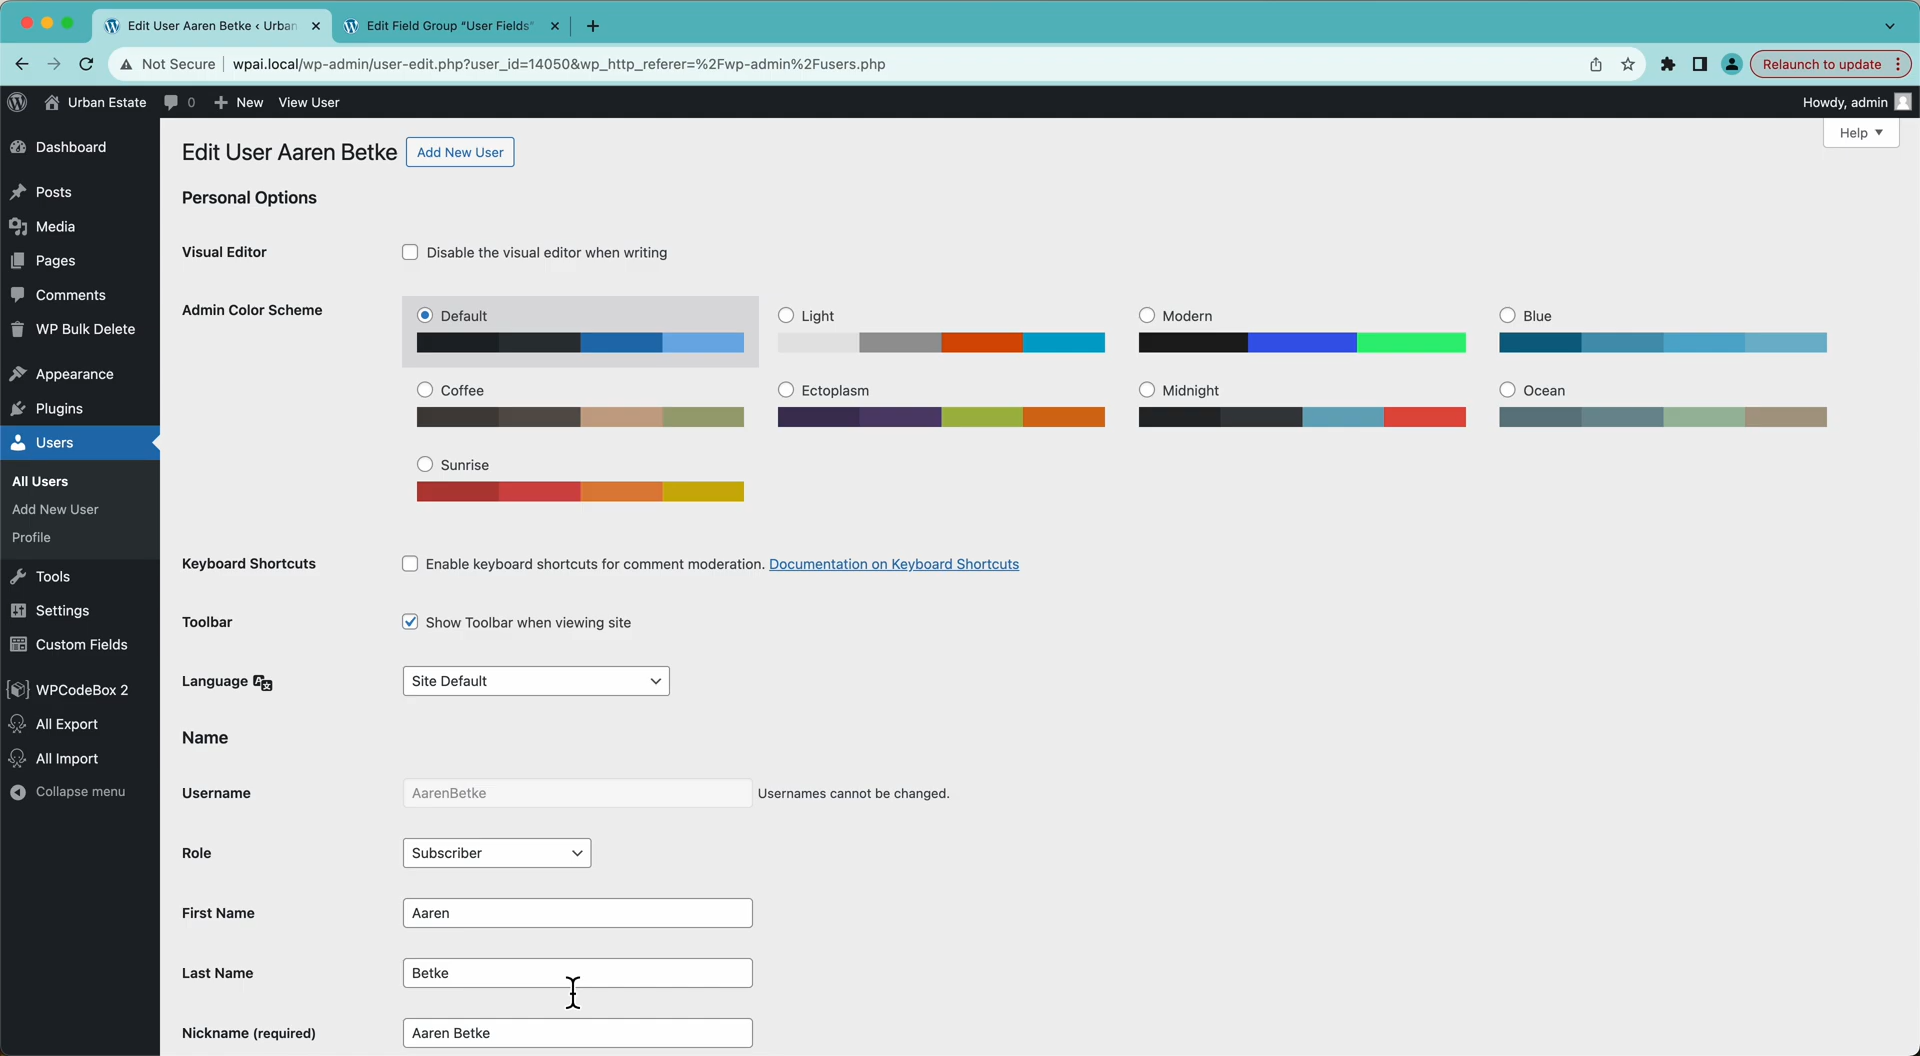 Edit User Aaren Betke ‹ Urban
Edit Field Group "User Fields"
Not Secure
wpai.local/wp-admin/user-edit.php?user_id=14050&wp_http_referer=%2Fwp-admin%2Fusers.php
Relaunch to update
Urban Estate
0
New
View User
Howdy, admin
Help
Dashboard
Posts
Media
Pages
Comments
WP Bulk Delete
Appearance
Plugins
Users
All Users
Add New User
Profile
Tools
Settings
Custom Fields
WPCodeBox 2
All Export
All Import
Collapse menu
Edit User Aaren Betke
Add New User
Personal Options
Visual Editor
Disable the visual editor when writing
Admin Color Scheme
Default
Light
Modern
Blue
Coffee
Ectoplasm
Midnight
Ocean
Sunrise
Keyboard Shortcuts
Enable keyboard shortcuts for comment moderation. Documentation on Keyboard Shortcuts
Toolbar
Show Toolbar when viewing site
Language
Site Default
Name
Username
AarenBetke
Usernames cannot be changed.
Role
Subscriber
First Name
Aaren
Last Name
Betke
Nickname (required)
Aaren Betke